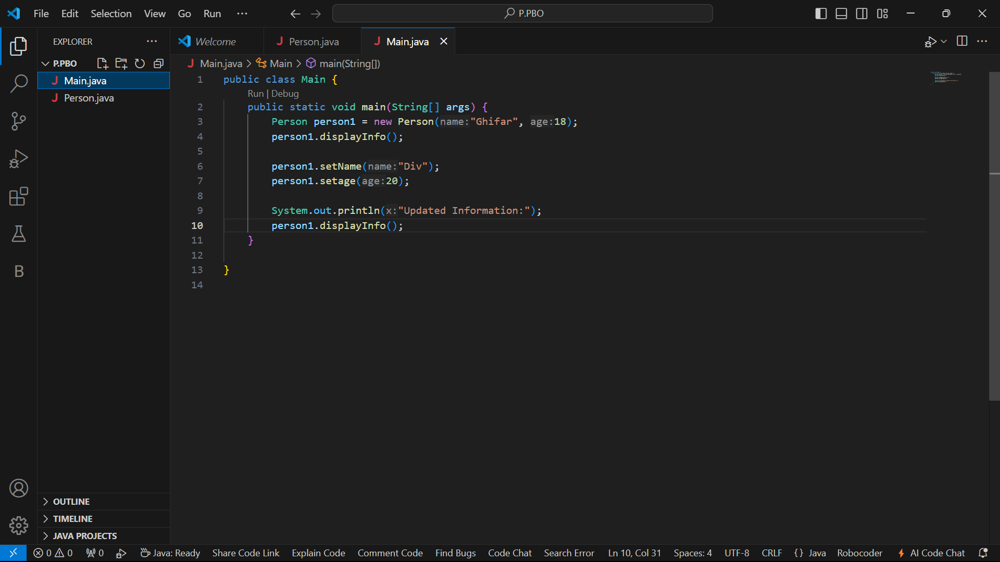 File Edit Selection View Go Run ···
P.PBO
EXPLORER ···
Welcome
Person.java
Main.java
P.PBO
Main.java
Person.java
Main.java > Main > main(String[])
1 public class Main {
Run | Debug
2 public static void main(String[] args) {
3 Person person1 = new Person(name:"Ghifar", age:18);
4 person1.displayInfo();
5
6 person1.setName(name:"Div");
7 person1.setage(age:20);
8
9 System.out.println(x:"Updated Information:");
10 person1.displayInfo();
11 }
12
13 }
14
B
OUTLINE
TIMELINE
JAVA PROJECTS
0 0 0 Java: Ready Share Code Link Explain Code Comment Code Find Bugs Code Chat Search Error Ln 10, Col 31 Spaces: 4 UTF-8 CRLF {} Java Robocoder AI Code Chat